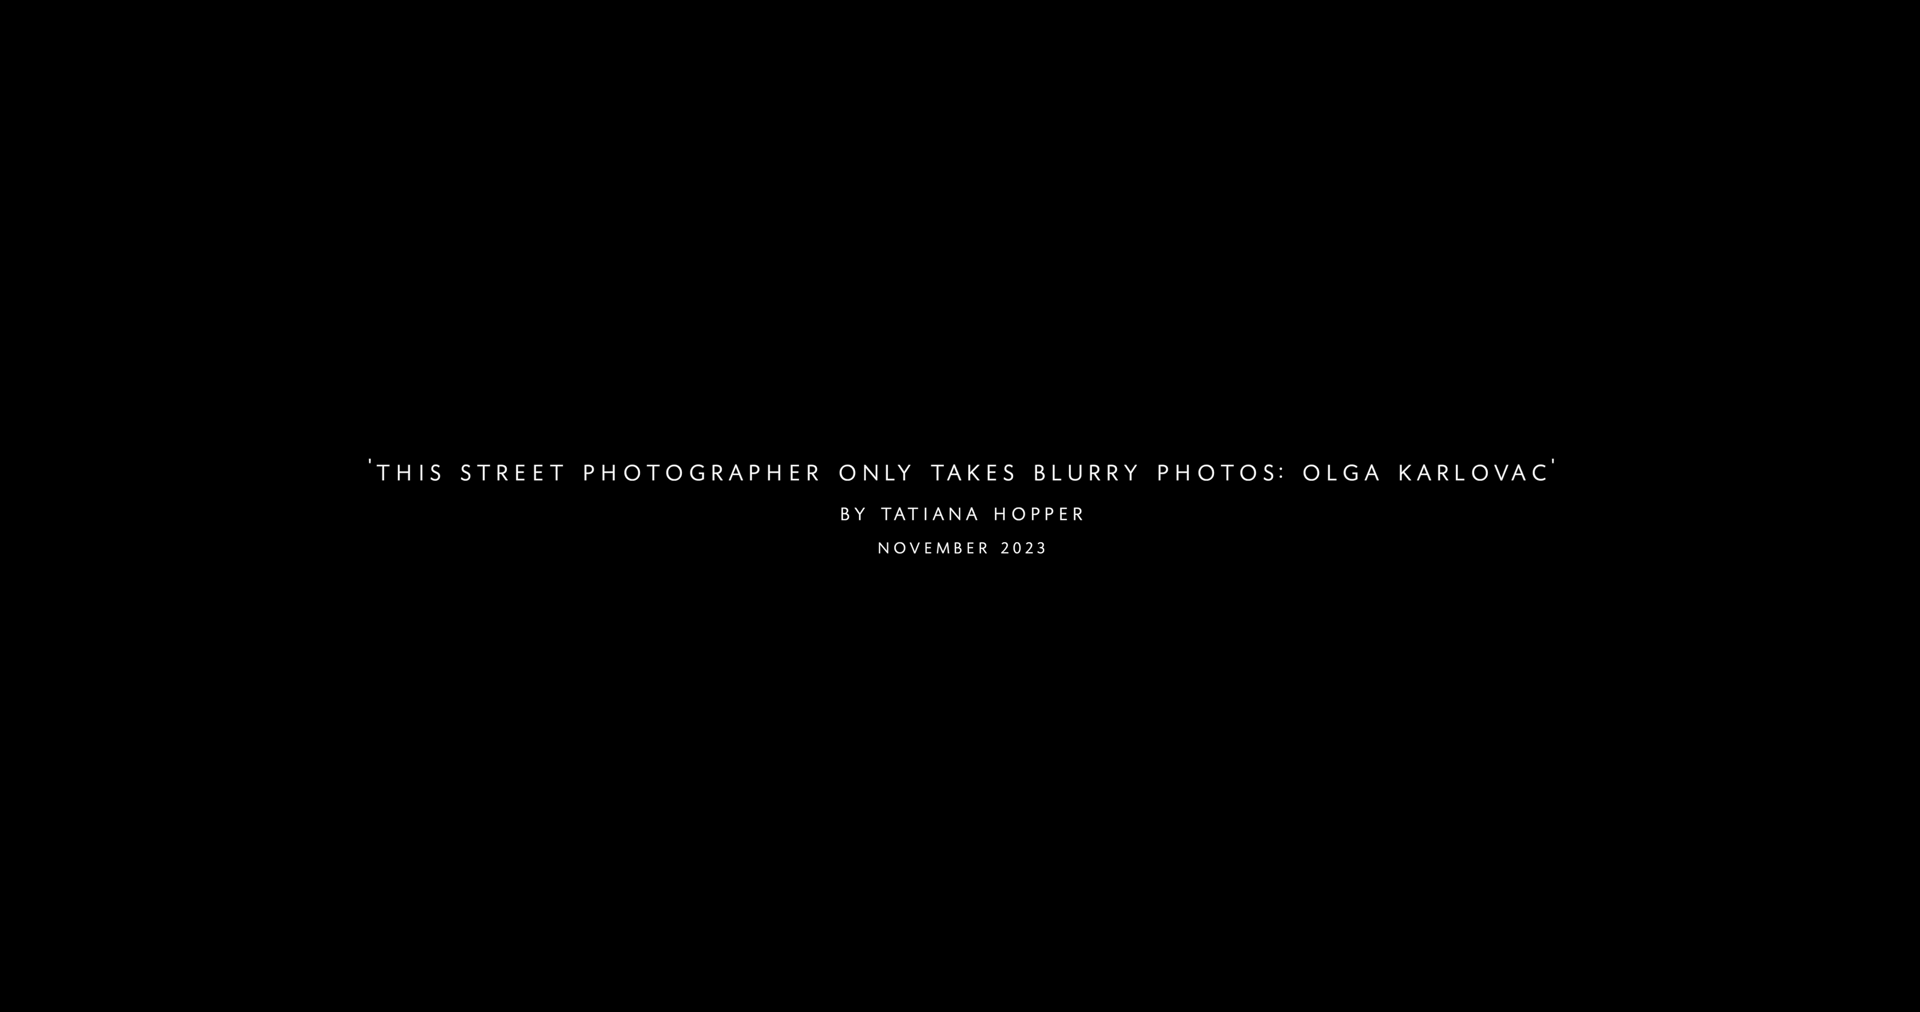 'THIS STREET PHOTOGRAPHER ONLY TAKES BLURRY PHOTOS: OLGA KARLOVAC'
BY TATIANA HOPPER
NOVEMBER 2023